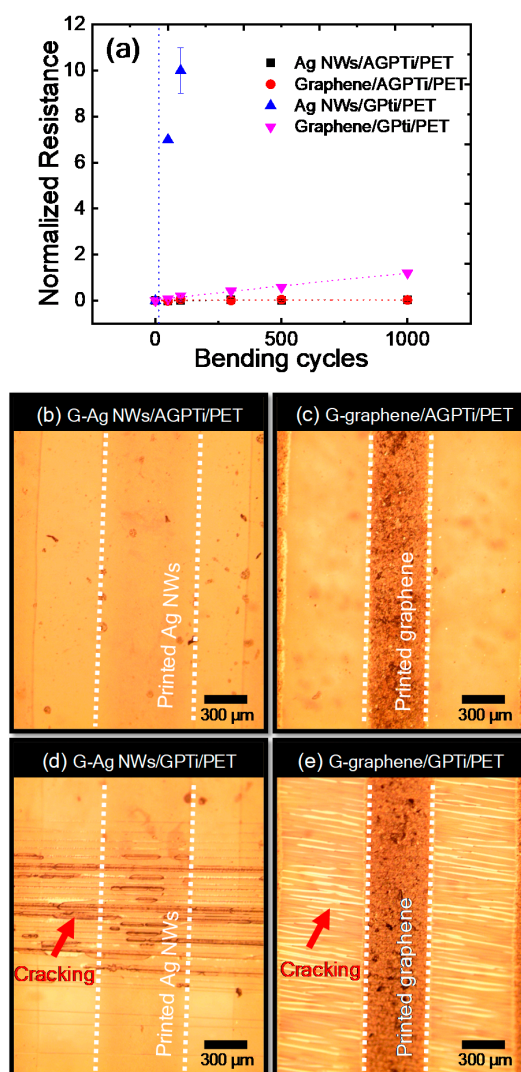 (a)
Ag NWs/AGPTi/PET
Graphene/AGPTi/PET
Ag NWs/GPti/PET
Graphene/GPti/PET
12
10
8
6
4
2
0
Normalized Resistance
0
500
1000
Bending cycles
(b) G-Ag NWs/AGPTi/PET
Printed Ag NWs
300 µm
(c) G-graphene/AGPTi/PET
Printed graphene
300 µm
(d) G-Ag NWs/GPTi/PET
Cracking
Printed Ag NWs
300 µm
(e) G-graphene/GPTi/PET
Cracking
Printed graphene
300 µm